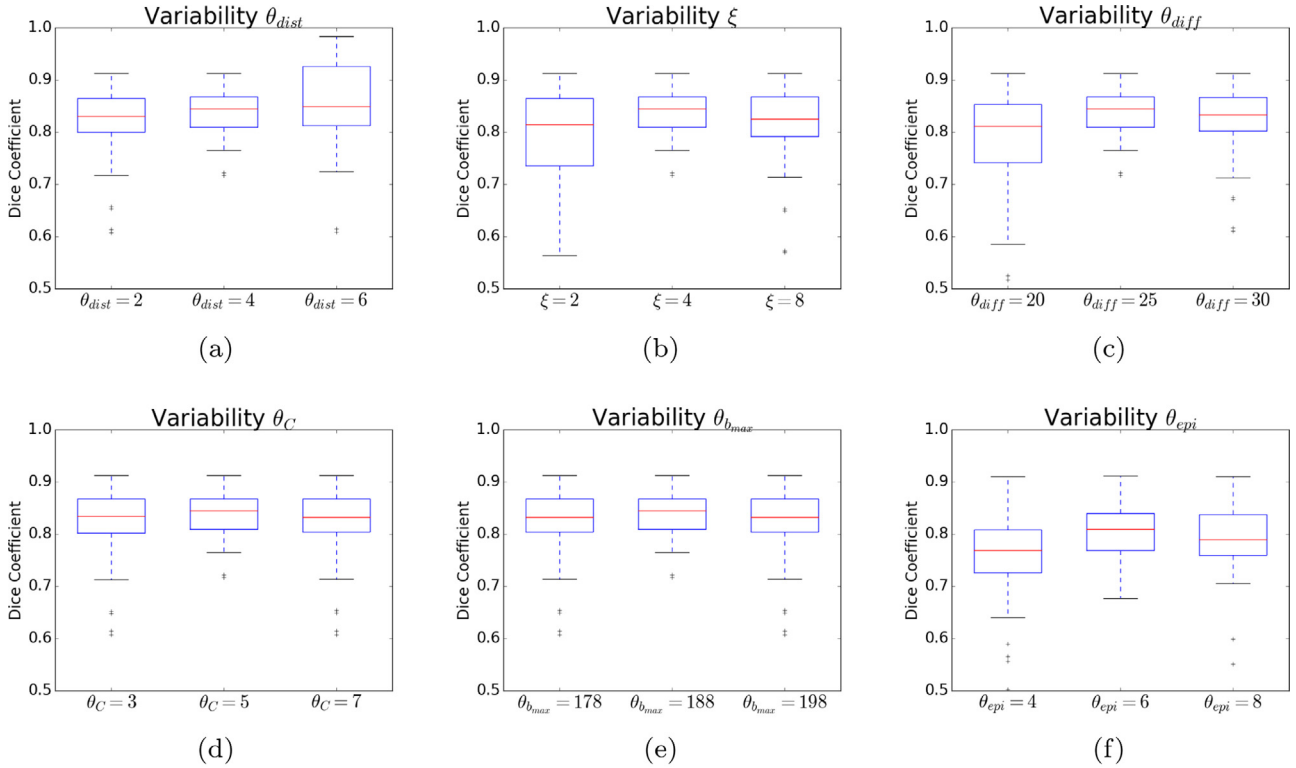 Variability θ_dist
Dice Coefficient
1.0
0.9
0.8
0.7
0.6
0.5
θ_dist = 2 θ_dist = 4 θ_dist = 6
(a)
Variability ξ
Dice Coefficient
1.0
0.9
0.8
0.7
0.6
0.5
ξ = 2 ξ = 4 ξ = 8
(b)
Variability θ_diff
Dice Coefficient
1.0
0.9
0.8
0.7
0.6
0.5
θ_diff = 20 θ_diff = 25 θ_diff = 30
(c)
Variability θ_C
Dice Coefficient
1.0
0.9
0.8
0.7
0.6
0.5
θ_C = 3 θ_C = 5 θ_C = 7
(d)
Variability θ_b_max
Dice Coefficient
1.0
0.9
0.8
0.7
0.6
0.5
θ_b_max = 178 θ_b_max = 188 θ_b_max = 198
(e)
Variability θ_epi
Dice Coefficient
1.0
0.9
0.8
0.7
0.6
0.5
θ_epi = 4 θ_epi = 6 θ_epi = 8
(f)